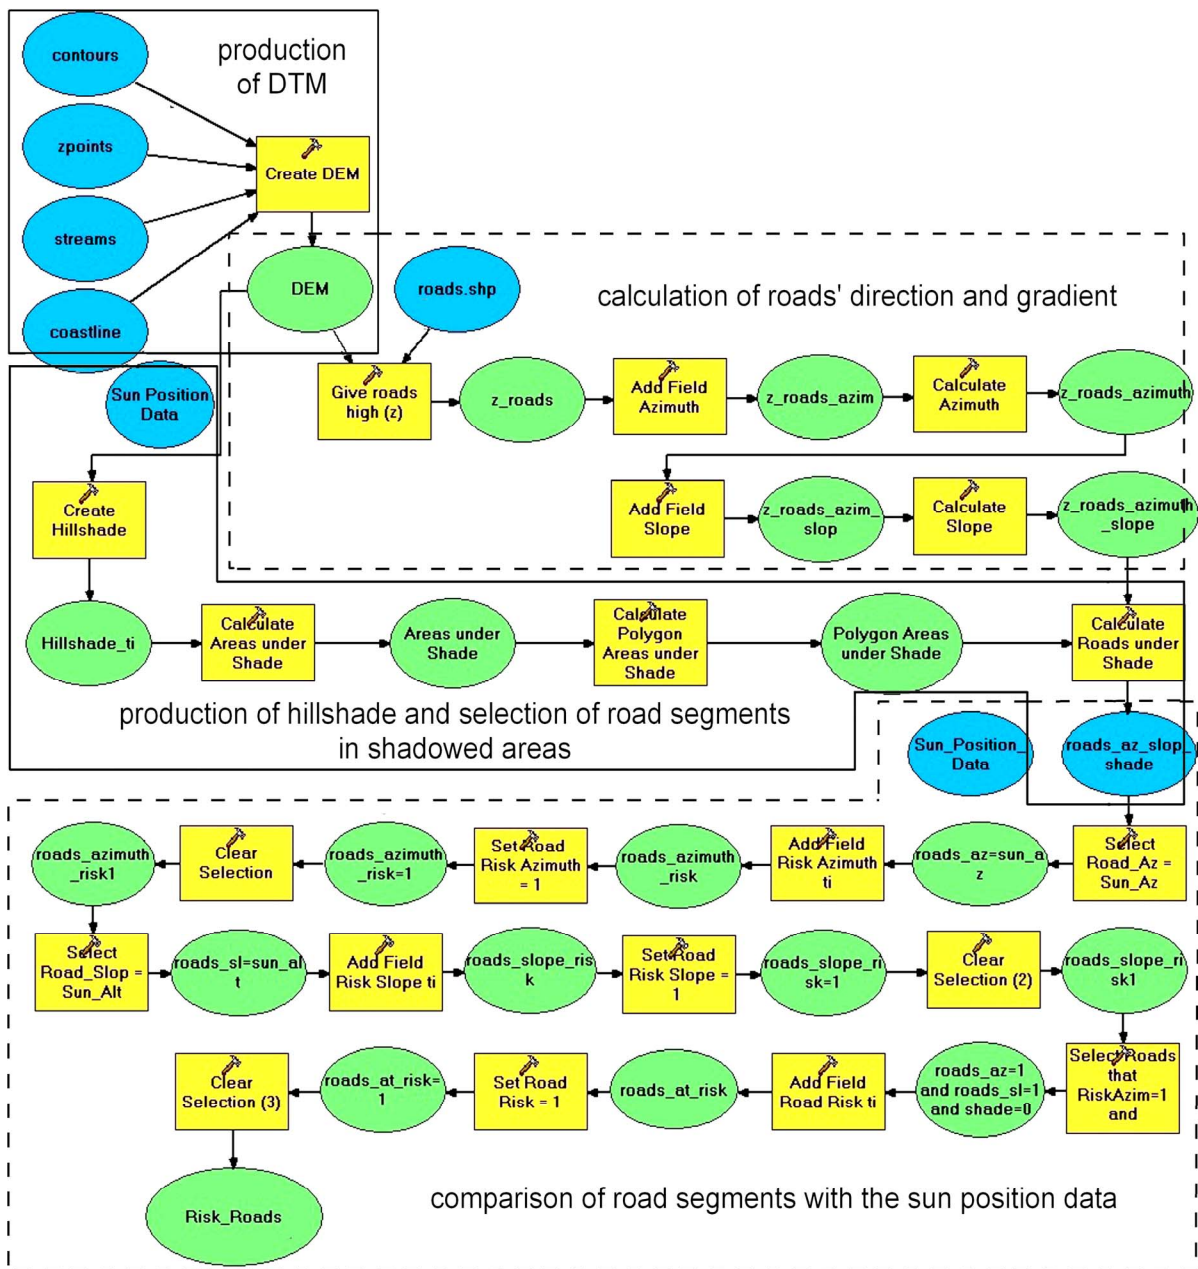 contours
production
of DTM
zpoints
Create DEM
streams
DEM
roads.shp
calculation of roads' direction and gradient
coastline
Sun Position
Data
Give roads
high (z)
z_roads
Add Field
Azimuth
z_roads_azim
Calculate
Azimuth
z_roads_azimuth
Create
Hillshade
Add Field
Slope
z_roads_azim_
slop
Calculate
Slope
z_roads_azimuth
_slope
Hillshade_ti
Calculate
Areas under
Shade
Areas under
Shade
Calculate
Polygon
Areas under
Shade
Polygon Areas
under Shade
Calculate
Roads under
Shade
production of hillshade and selection of road segments
in shadowed areas
Sun_Position_
Data
roads_az_slop_
shade
roads_azimuth
_risk1
Clear
Selection
roads_azimuth
_risk=1
Set Road
Risk Azimuth
= 1
roads_azimuth
_risk
Add Field
Risk Azimuth
ti
roads_az=sun_a
z
Select
Road_Az =
Sun_Az
Select
Road_Slop =
Sun_Alt
roads_sl=sun_al
t
Add Field
Risk Slope ti
roads_slope_ris
k
Set Road
Risk Slope =
1
roads_slope_ri
sk=1
Clear
Selection (2)
roads_slope_ri
sk1
Clear
Selection (3)
roads_at_risk=
1
Set Road
Risk = 1
roads_at_risk
Add Field
Road Risk ti
roads_az=1
and roads_sl=1
and shade=0
Select Roads
that
RiskAzim=1
and
Risk_Roads
comparison of road segments with the sun position data